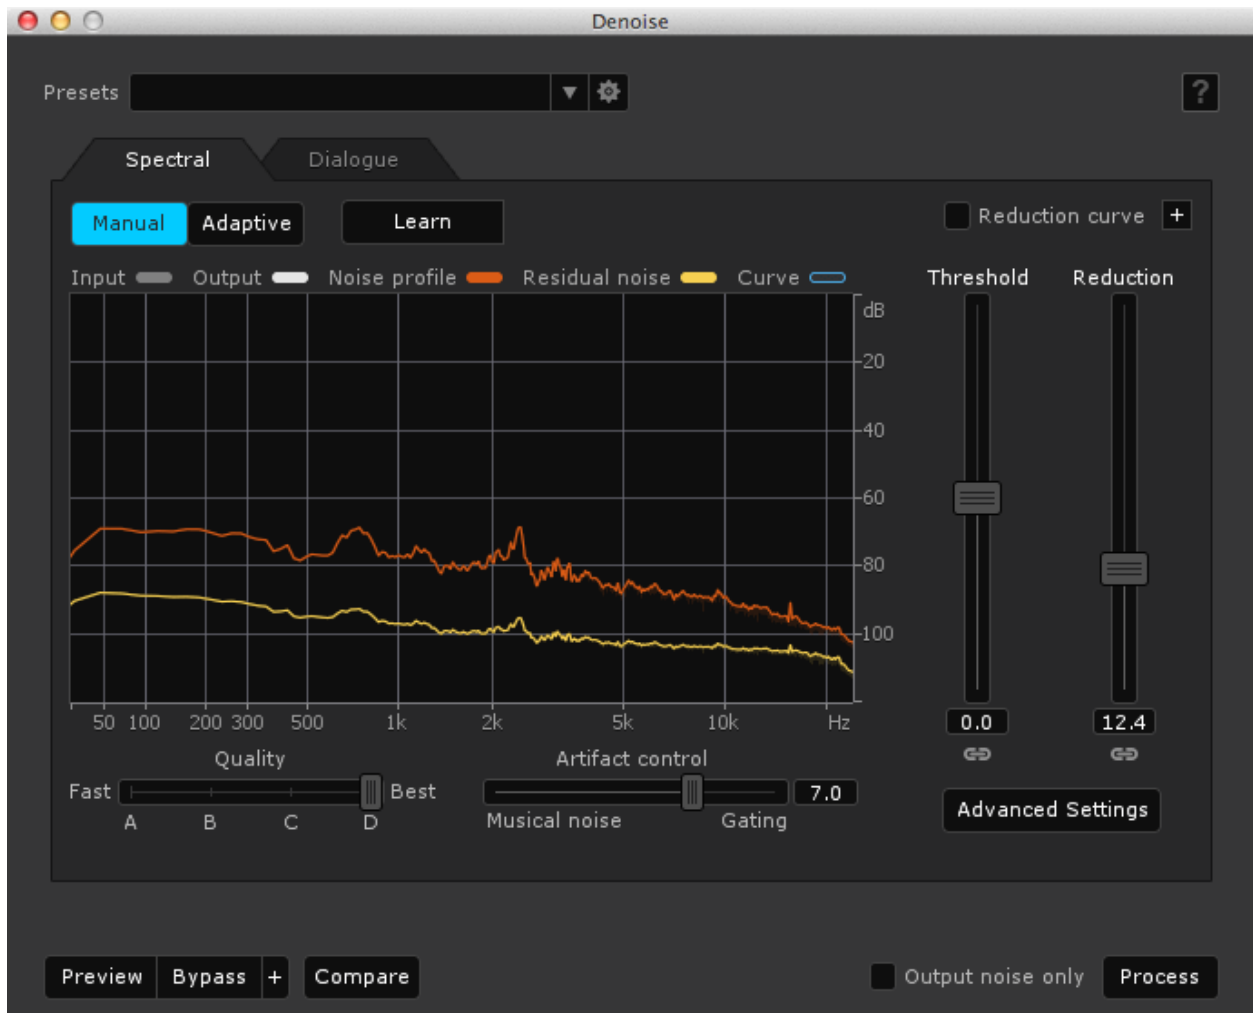 Denoise
Presets ?
Spectral Dialogue
Manual Adaptive Learn Reduction curve +
Input Output Noise profile Residual noise Curve Threshold Reduction
dB
-20
-40
-60
-80
-100
50 100 200 300 500 1k 2k 5k 10k Hz
0.0 12.4
Quality Artifact control
Fast Best 7.0
A B C D Musical noise Gating
Advanced Settings
Preview Bypass + Compare Output noise only Process